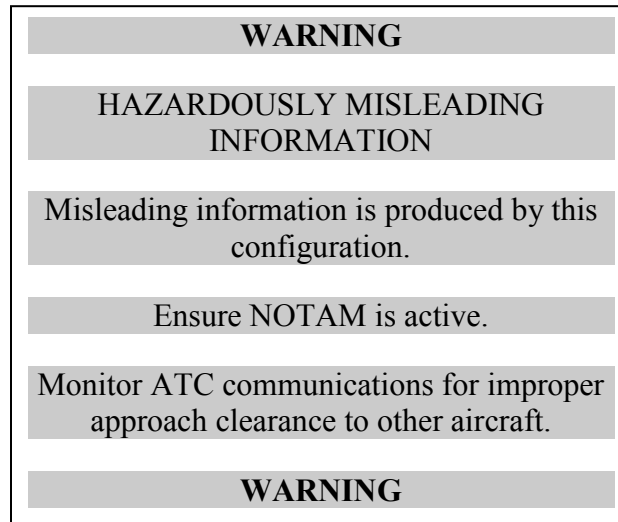 WARNING
HAZARDOUSLY MISLEADING
INFORMATION
Misleading information is produced by this
configuration.
Ensure NOTAM is active.
Monitor ATC communications for improper
approach clearance to other aircraft.
WARNING